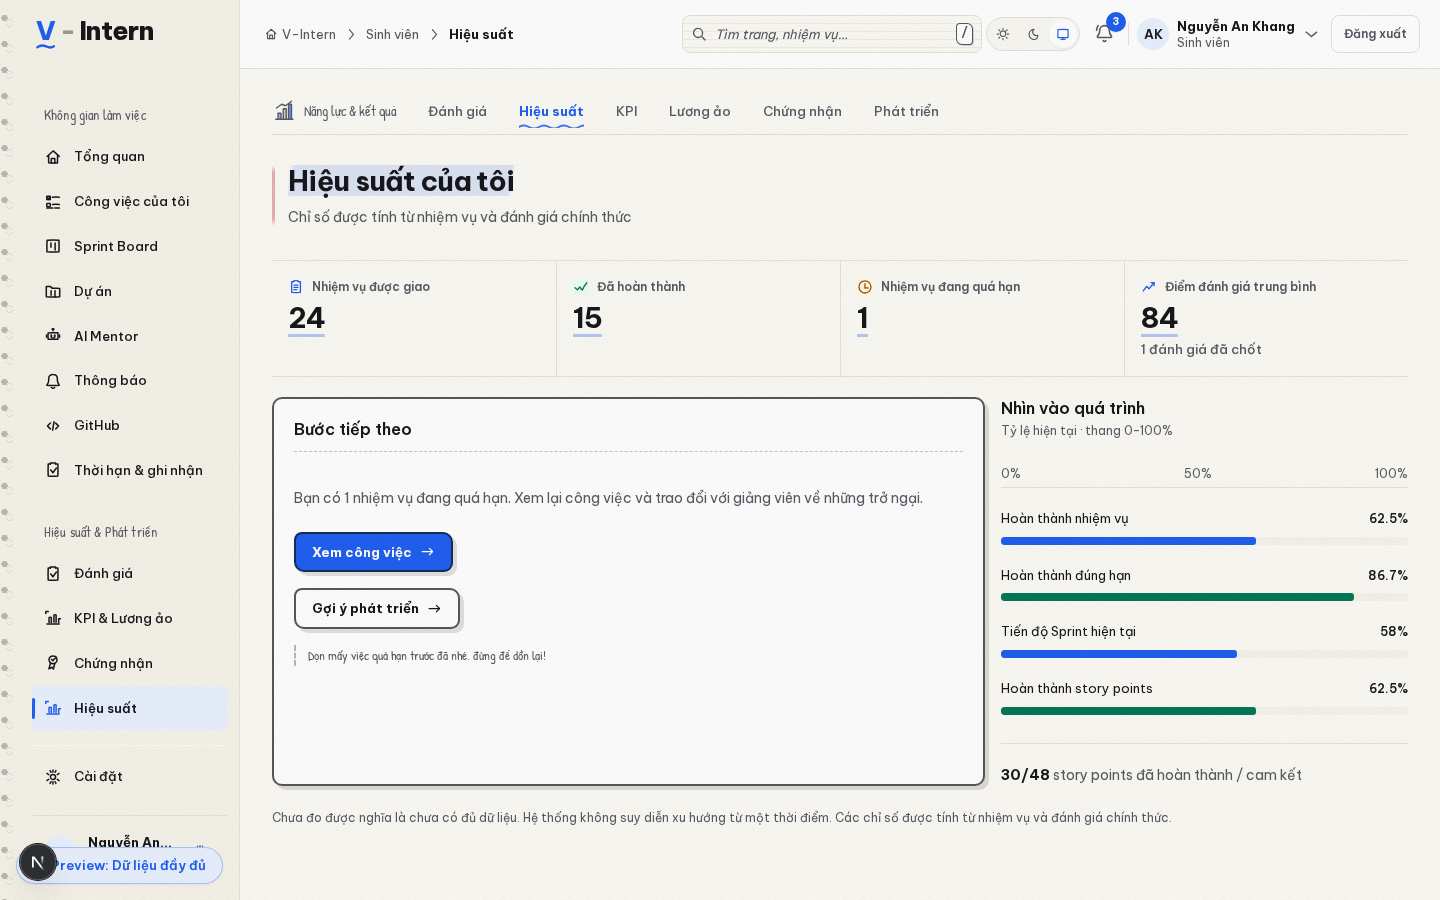 V - Intern
Không gian làm việc
Tổng quan
Công việc của tôi
Sprint Board
Dự án
AI Mentor
Thông báo
GitHub
Thời hạn & ghi nhận
Hiệu suất & Phát triển
Đánh giá
KPI & Lương ảo
Chứng nhận
Hiệu suất
Cài đặt
Nguyễn An...
Preview: Dữ liệu đầy đủ
V-Intern
Sinh viên
Hiệu suất
Tìm trang, nhiệm vụ...
/
3
AK
Nguyễn An Khang
Sinh viên
Đăng xuất
Năng lực & kết quả
Đánh giá
Hiệu suất
KPI
Lương ảo
Chứng nhận
Phát triển
Hiệu suất của tôi
Chỉ số được tính từ nhiệm vụ và đánh giá chính thức
Nhiệm vụ được giao
24
Đã hoàn thành
15
Nhiệm vụ đang quá hạn
1
Điểm đánh giá trung bình
84
1 đánh giá đã chốt
Bước tiếp theo
Bạn có 1 nhiệm vụ đang quá hạn. Xem lại công việc và trao đổi với giảng viên về những trở ngại.
Xem công việc →
Gợi ý phát triển →
Dọn mấy việc quá hạn trước đã nhé, đừng để dồn lại!
Nhìn vào quá trình
Tỷ lệ hiện tại · thang 0–100%
0% 50% 100%
Hoàn thành nhiệm vụ 62.5%
Hoàn thành đúng hạn 86.7%
Tiến độ Sprint hiện tại 58%
Hoàn thành story points 62.5%
30/48 story points đã hoàn thành / cam kết
Chưa đo được nghĩa là chưa có đủ dữ liệu. Hệ thống không suy diễn xu hướng từ một thời điểm. Các chỉ số được tính từ nhiệm vụ và đánh giá chính thức.